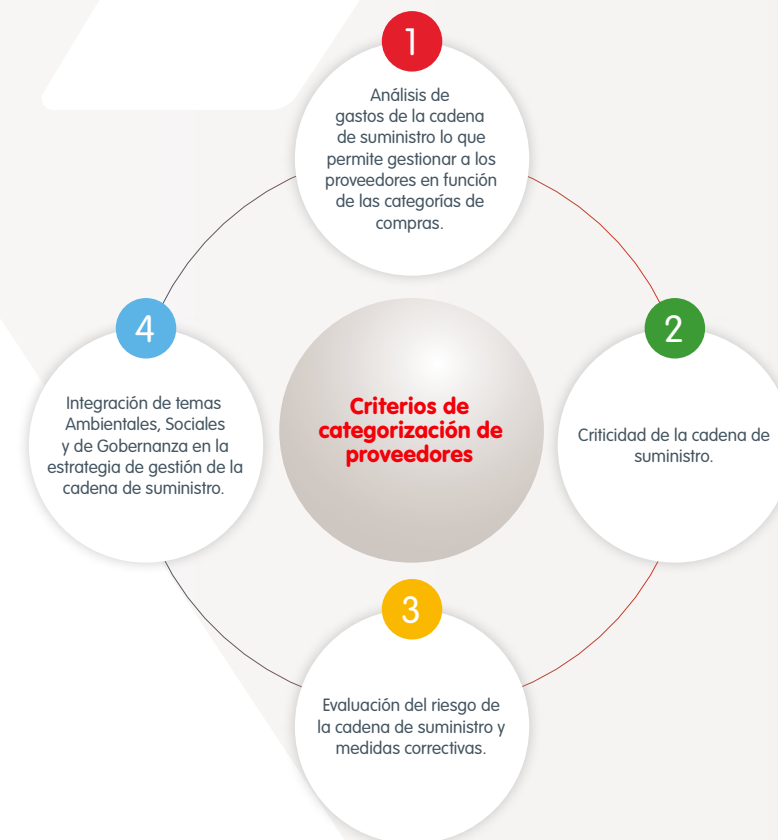 1
Análisis de
gastos de la cadena
de suministro lo que
permite gestionar a los
proveedores en función
de las categorías de
compras.
2
Criticidad de la cadena de
suministro.
3
Evaluación del riesgo de
la cadena de suministro y
medidas correctivas.
4
Integración de temas
Ambientales, Sociales
y de Gobernanza en la
estrategia de gestión de la
cadena de suministro.
Criterios de
categorización de
proveedores